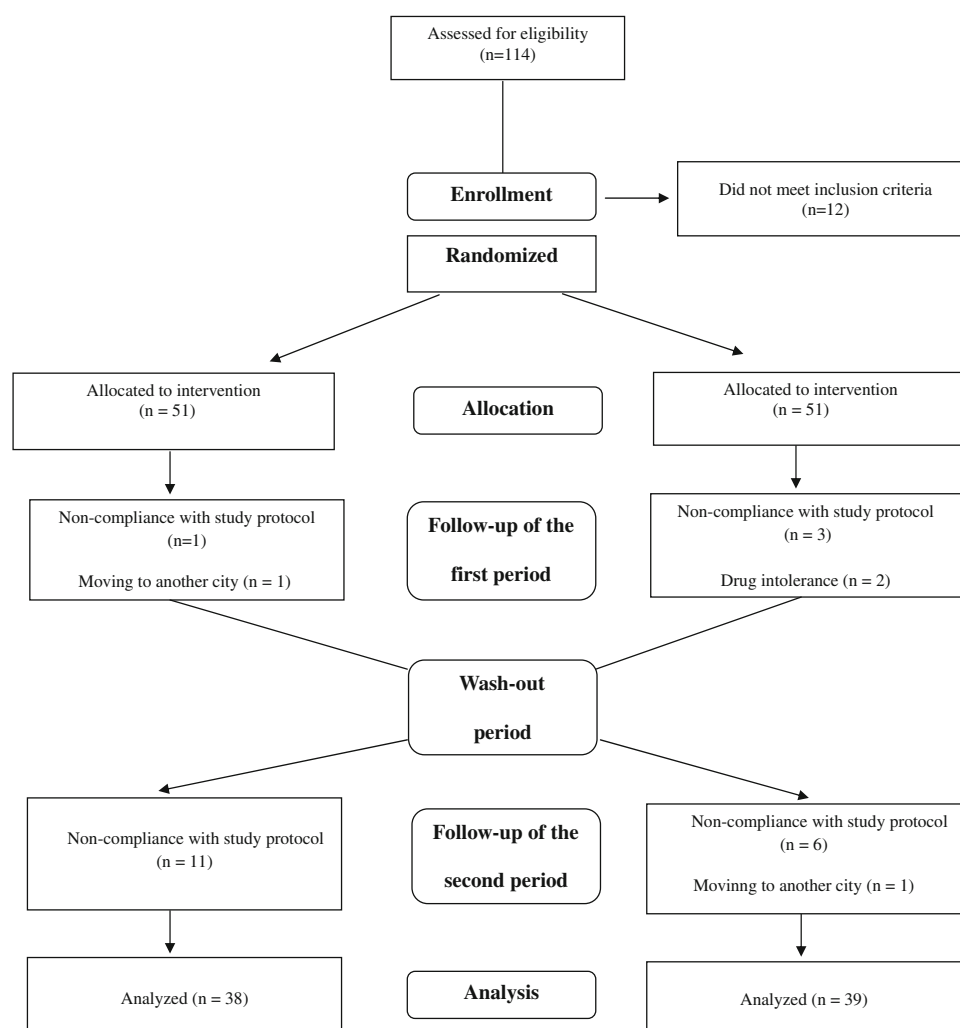 Assessed for eligibility
(n=114)
Enrollment
Did not meet inclusion criteria
(n=12)
Randomized
Allocated to intervention
(n = 51)
Allocation
Allocated to intervention
(n = 51)
Non-compliance with study protocol
(n=1)
Moving to another city (n = 1)
Follow-up of the
first period
Non-compliance with study protocol
(n = 3)
Drug intolerance (n = 2)
Wash-out
period
Non-compliance with study protocol
(n = 11)
Follow-up of the
second period
Non-compliance with study protocol
(n = 6)
Movinng to another city (n = 1)
Analyzed (n = 38)
Analysis
Analyzed (n = 39)